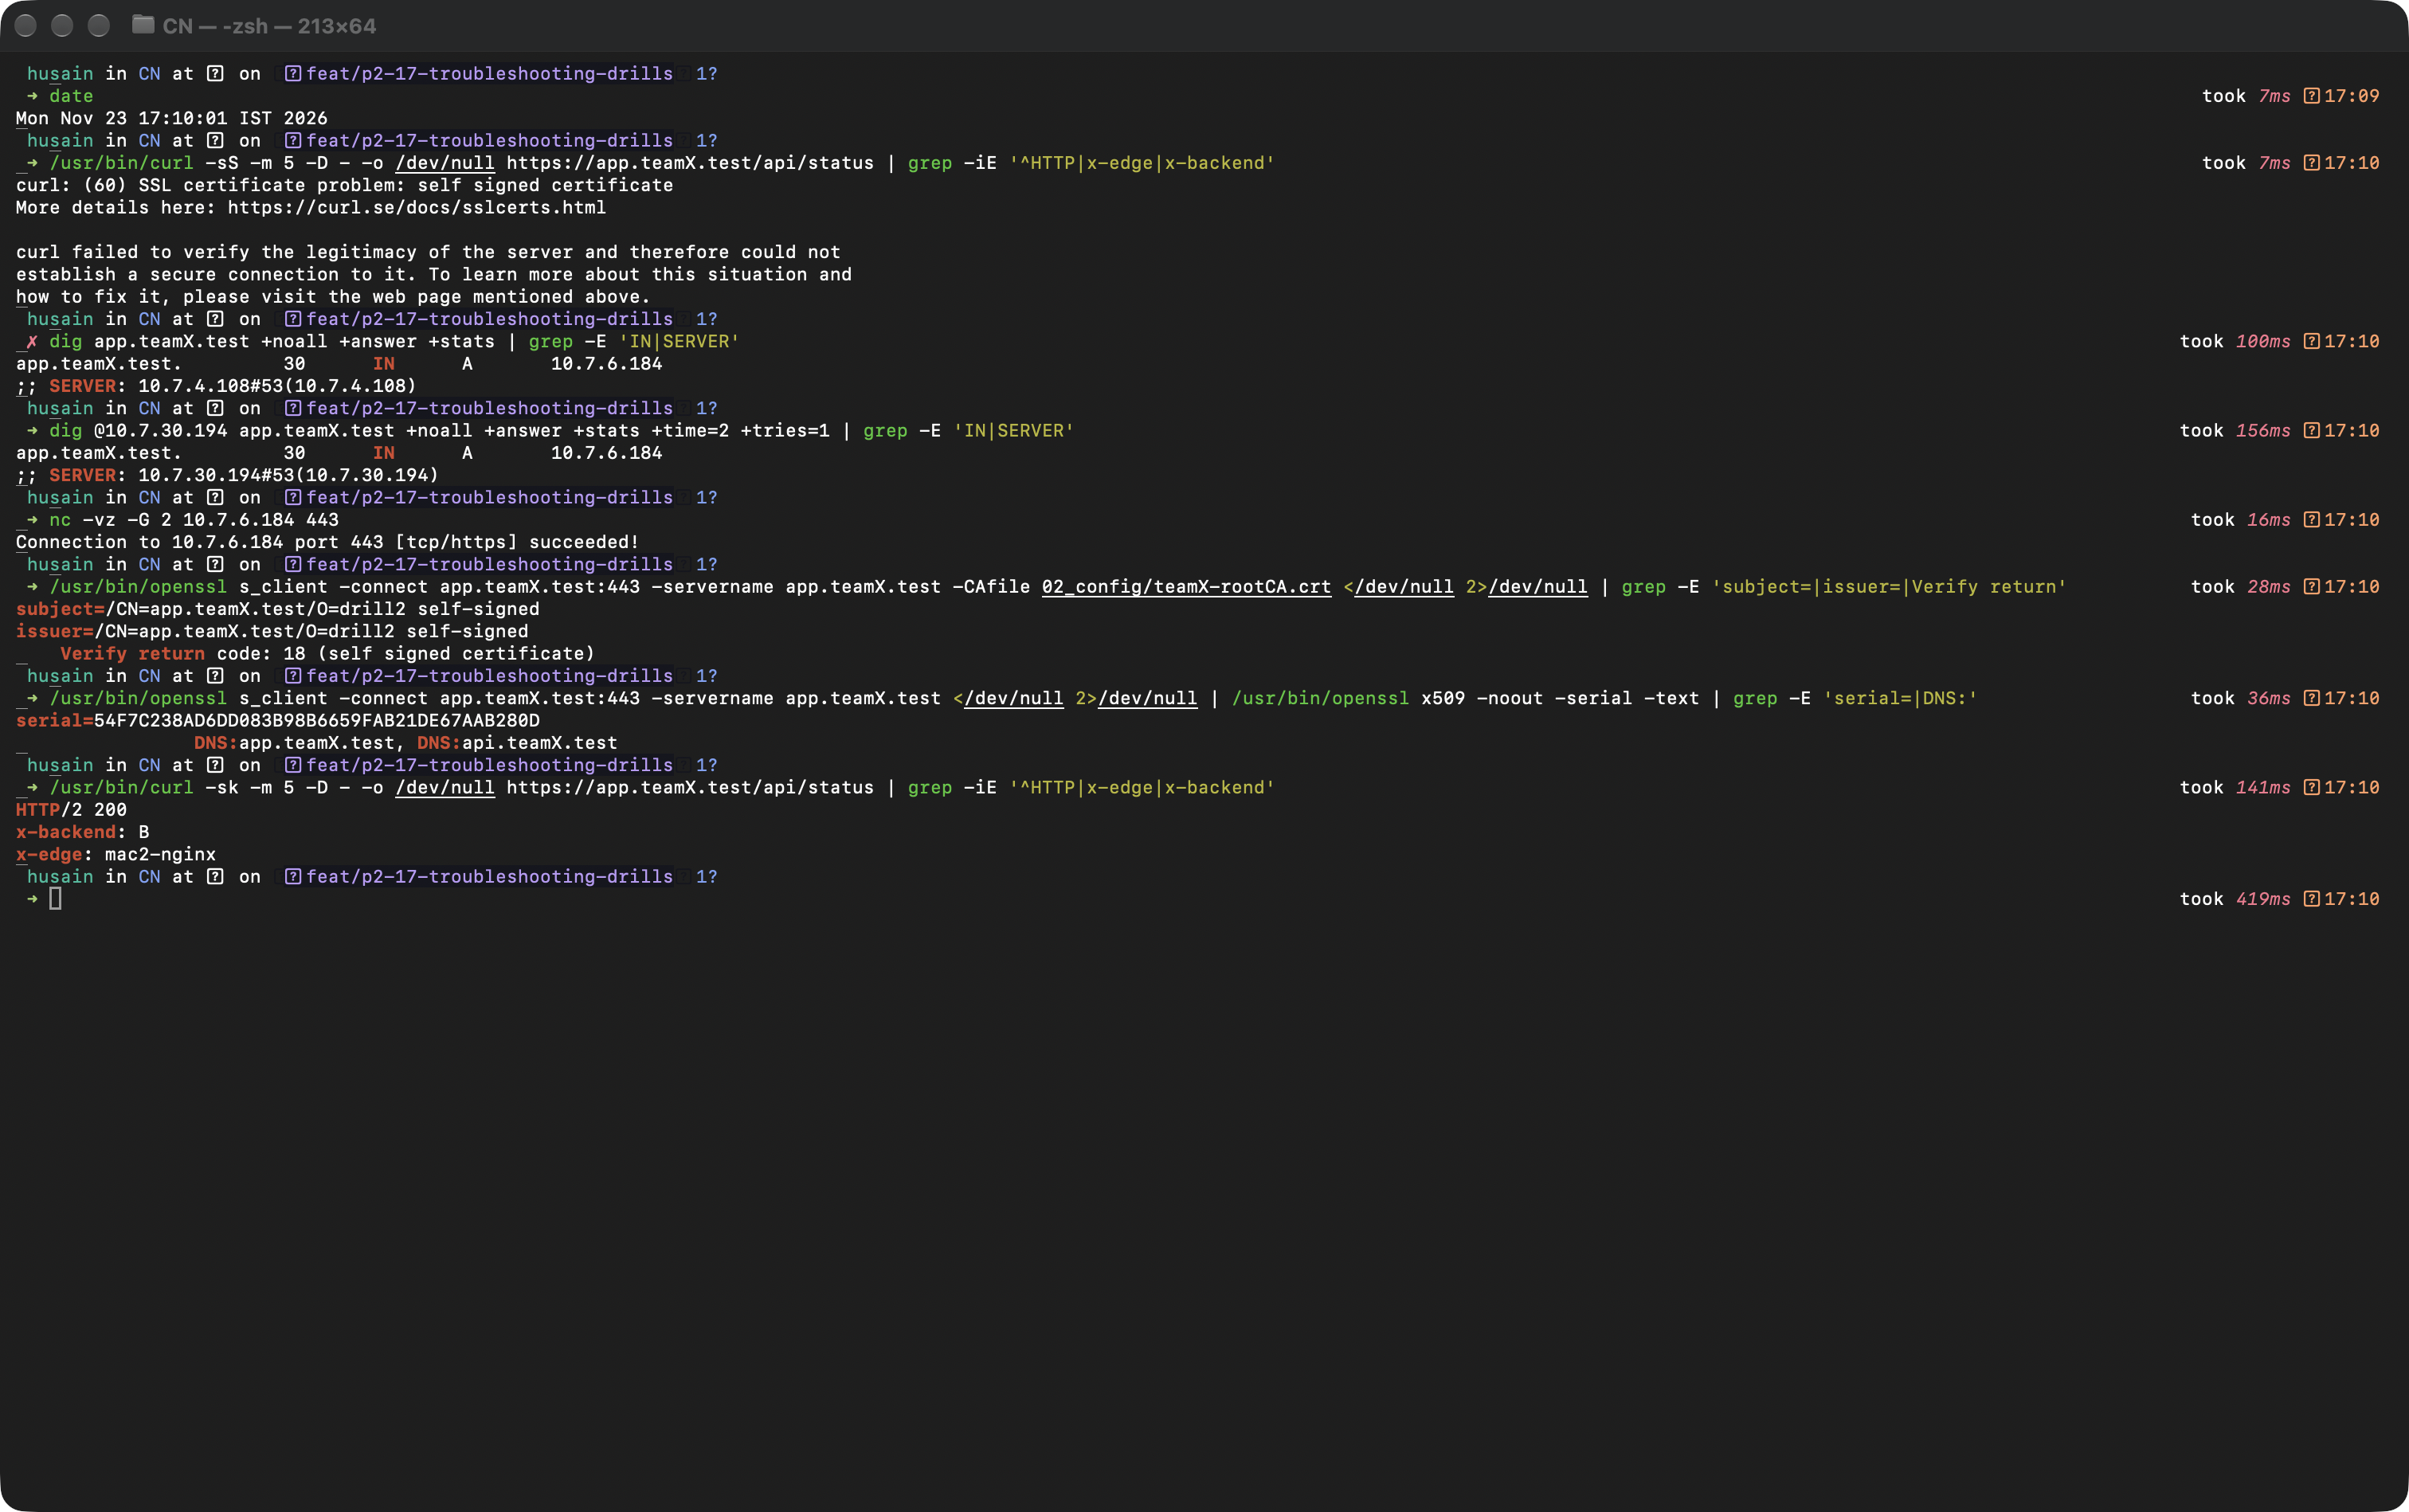 CN — -zsh — 213×64
husain in CN at ? on ? feat/p2-17-troubleshooting-drills 1?
➜ date took 7ms ? 17:09
Mon Nov 23 17:10:01 IST 2026
husain in CN at ? on ? feat/p2-17-troubleshooting-drills 1?
➜ /usr/bin/curl -sS -m 5 -D - -o /dev/null https://app.teamX.test/api/status | grep -iE '^HTTP|x-edge|x-backend' took 7ms ? 17:10
curl: (60) SSL certificate problem: self signed certificate
More details here: https://curl.se/docs/sslcerts.html
curl failed to verify the legitimacy of the server and therefore could not
establish a secure connection to it. To learn more about this situation and
how to fix it, please visit the web page mentioned above.
husain in CN at ? on ? feat/p2-17-troubleshooting-drills 1?
✗ dig app.teamX.test +noall +answer +stats | grep -E 'IN|SERVER' took 100ms ? 17:10
app.teamX.test. 30 IN A 10.7.6.184
;; SERVER: 10.7.4.108#53(10.7.4.108)
husain in CN at ? on ? feat/p2-17-troubleshooting-drills 1?
➜ dig @10.7.30.194 app.teamX.test +noall +answer +stats +time=2 +tries=1 | grep -E 'IN|SERVER' took 156ms ? 17:10
app.teamX.test. 30 IN A 10.7.6.184
;; SERVER: 10.7.30.194#53(10.7.30.194)
husain in CN at ? on ? feat/p2-17-troubleshooting-drills 1?
➜ nc -vz -G 2 10.7.6.184 443 took 16ms ? 17:10
Connection to 10.7.6.184 port 443 [tcp/https] succeeded!
husain in CN at ? on ? feat/p2-17-troubleshooting-drills 1?
➜ /usr/bin/openssl s_client -connect app.teamX.test:443 -servername app.teamX.test -CAfile 02_config/teamX-rootCA.crt </dev/null 2>/dev/null | grep -E 'subject=|issuer=|Verify return' took 28ms ? 17:10
subject=/CN=app.teamX.test/O=drill2 self-signed
issuer=/CN=app.teamX.test/O=drill2 self-signed
Verify return code: 18 (self signed certificate)
husain in CN at ? on ? feat/p2-17-troubleshooting-drills 1?
➜ /usr/bin/openssl s_client -connect app.teamX.test:443 -servername app.teamX.test </dev/null 2>/dev/null | /usr/bin/openssl x509 -noout -serial -text | grep -E 'serial=|DNS:' took 36ms ? 17:10
serial=54F7C238AD6DD083B98B6659FAB21DE67AAB280D
DNS:app.teamX.test, DNS:api.teamX.test
husain in CN at ? on ? feat/p2-17-troubleshooting-drills 1?
➜ /usr/bin/curl -sk -m 5 -D - -o /dev/null https://app.teamX.test/api/status | grep -iE '^HTTP|x-edge|x-backend' took 141ms ? 17:10
HTTP/2 200
x-backend: B
x-edge: mac2-nginx
husain in CN at ? on ? feat/p2-17-troubleshooting-drills 1?
➜ took 419ms ? 17:10